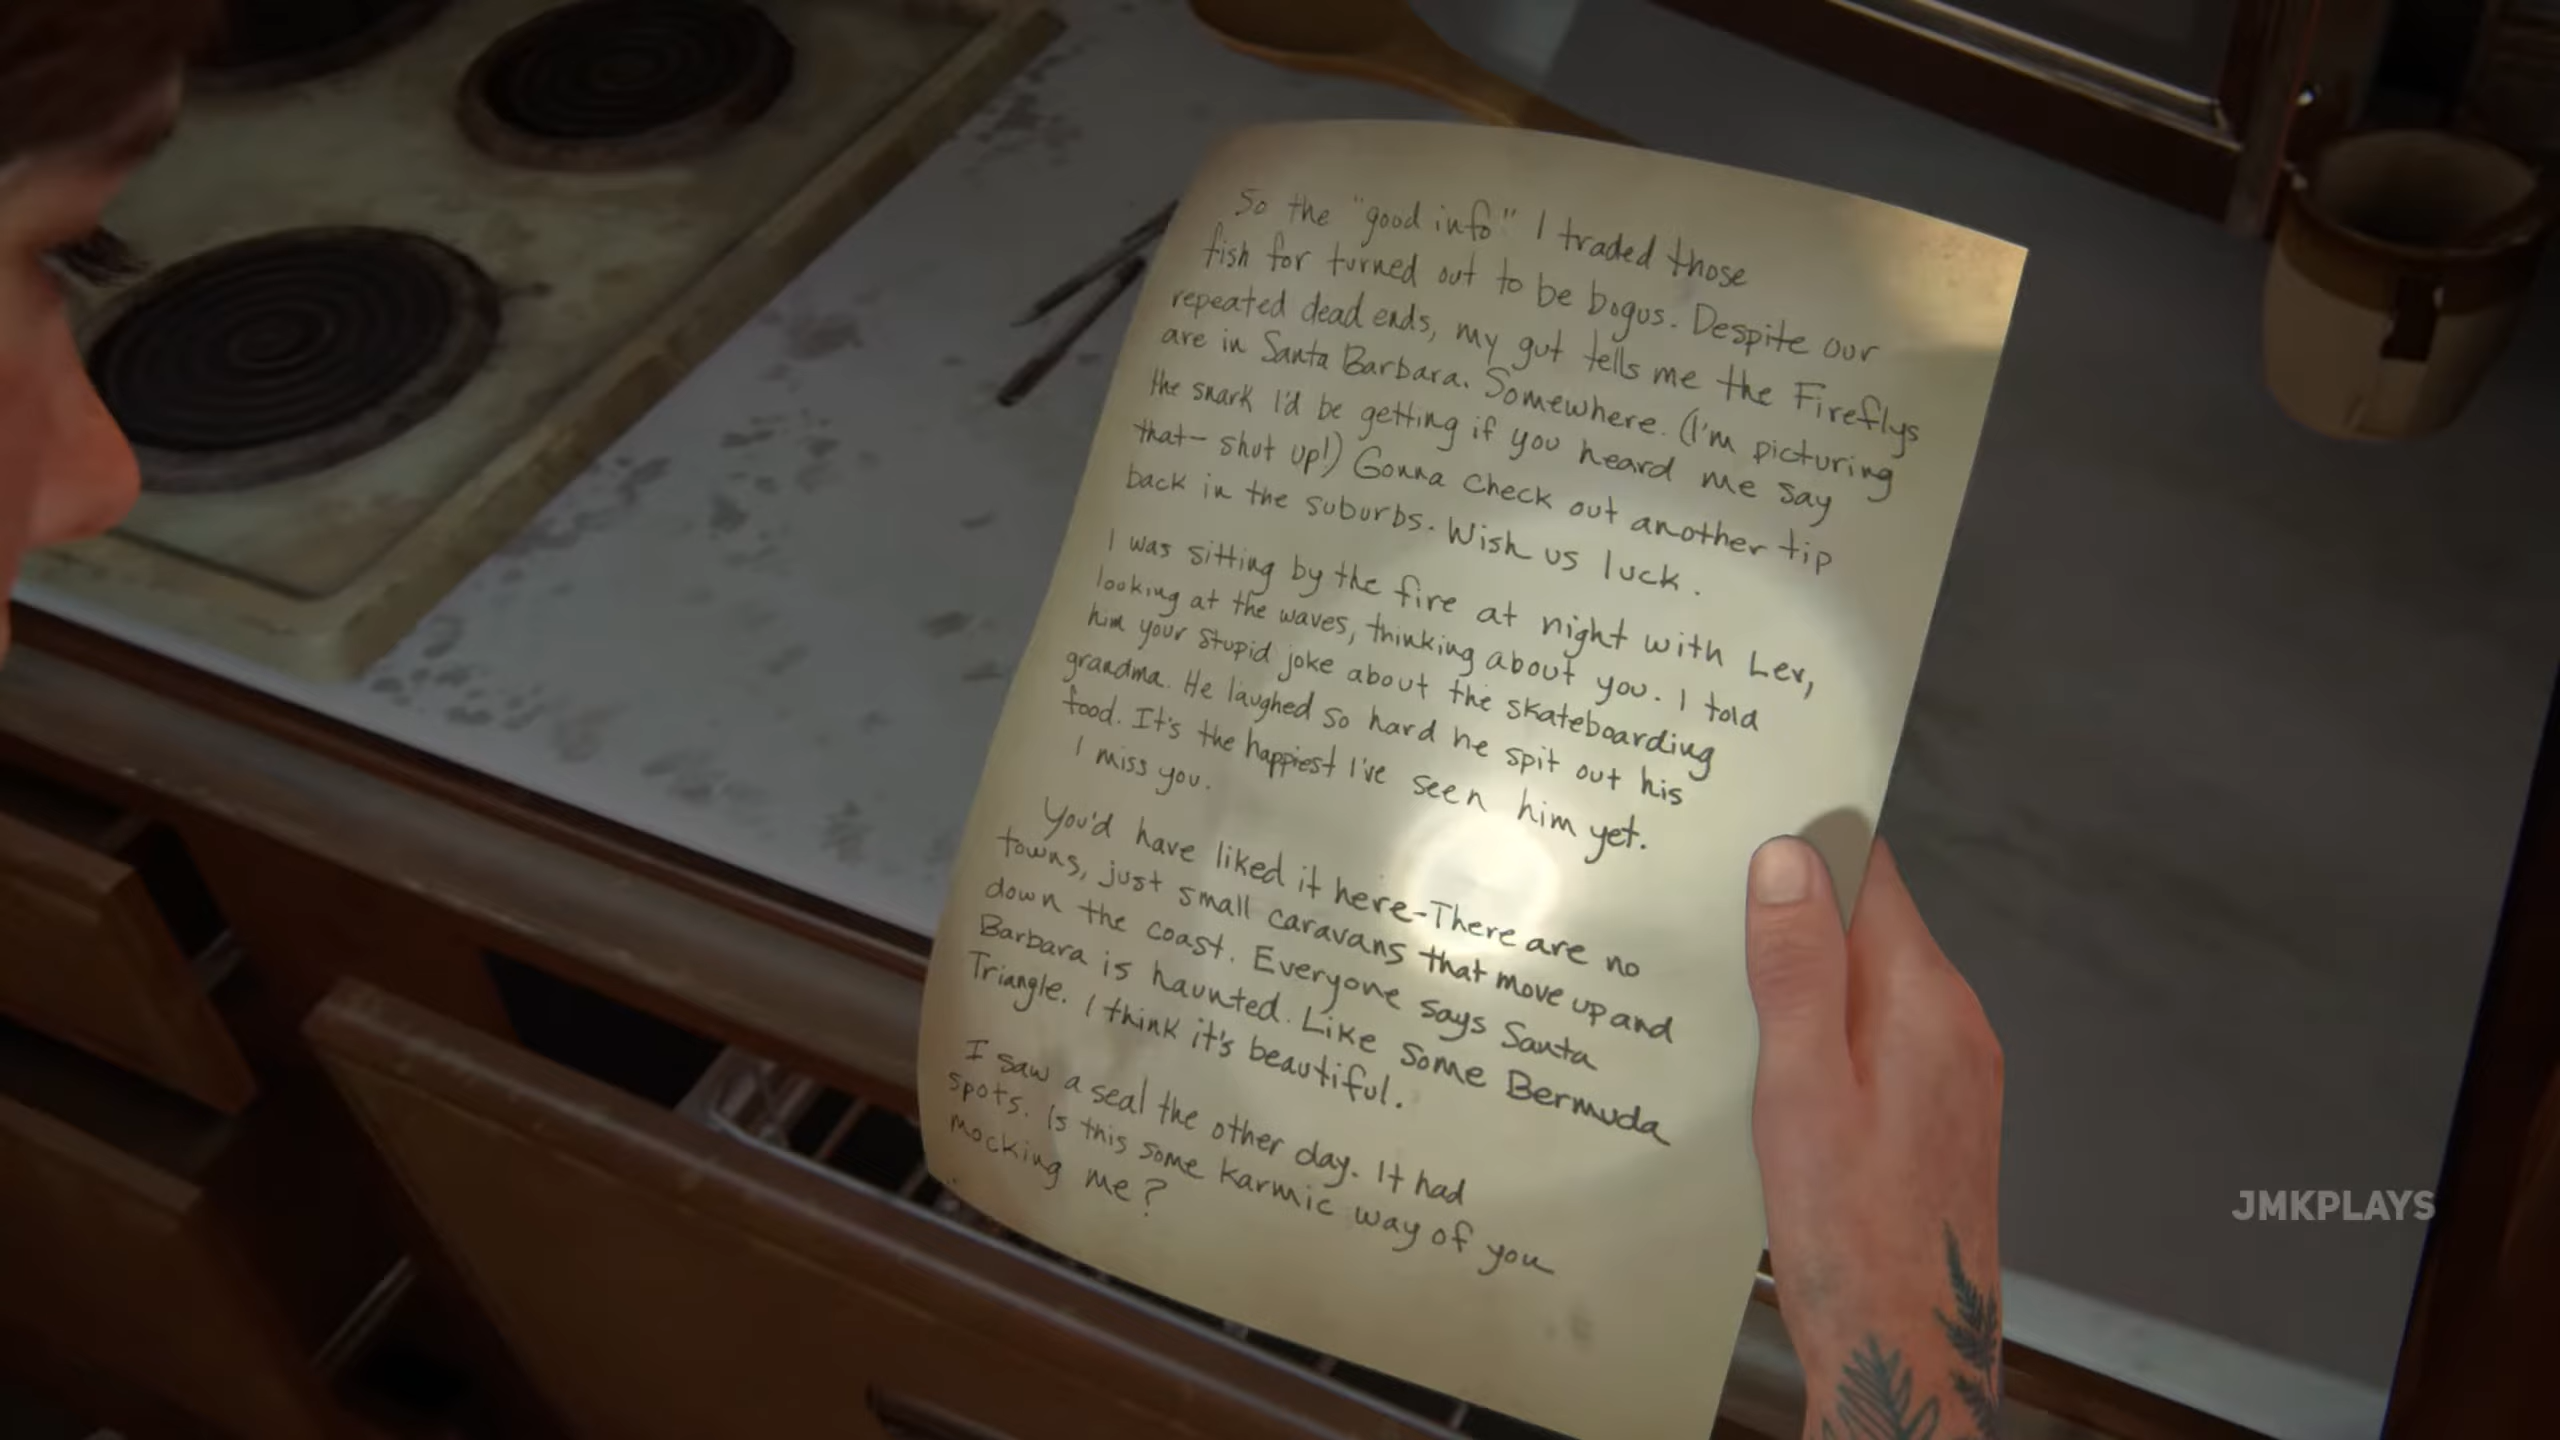 So the "good info" I traded those
fish for turned out to be bogus. Despite our
repeated dead ends, my gut tells me the Fireflys
are in Santa Barbara. Somewhere. (I'm picturing
the snark I'd be getting if you heard me say
that- shut up!) Gonna check out another tip
back in the suburbs. Wish us luck.
I was sitting by the fire at night with Lev,
looking at the waves, thinking about you. I told
him your stupid joke about the skateboarding
grandma. He laughed so hard he spit out his
food. It's the happiest I've seen him yet.
I miss you.
You'd have liked it here-There are no
towns, just small caravans that move up and
down the coast. Everyone says Santa
Barbara is haunted. Like some Bermuda
Triangle. I think it's beautiful.
I saw a seal the other day. It had
spots. Is this some karmic way of you
mocking me?
JMKPLAYS